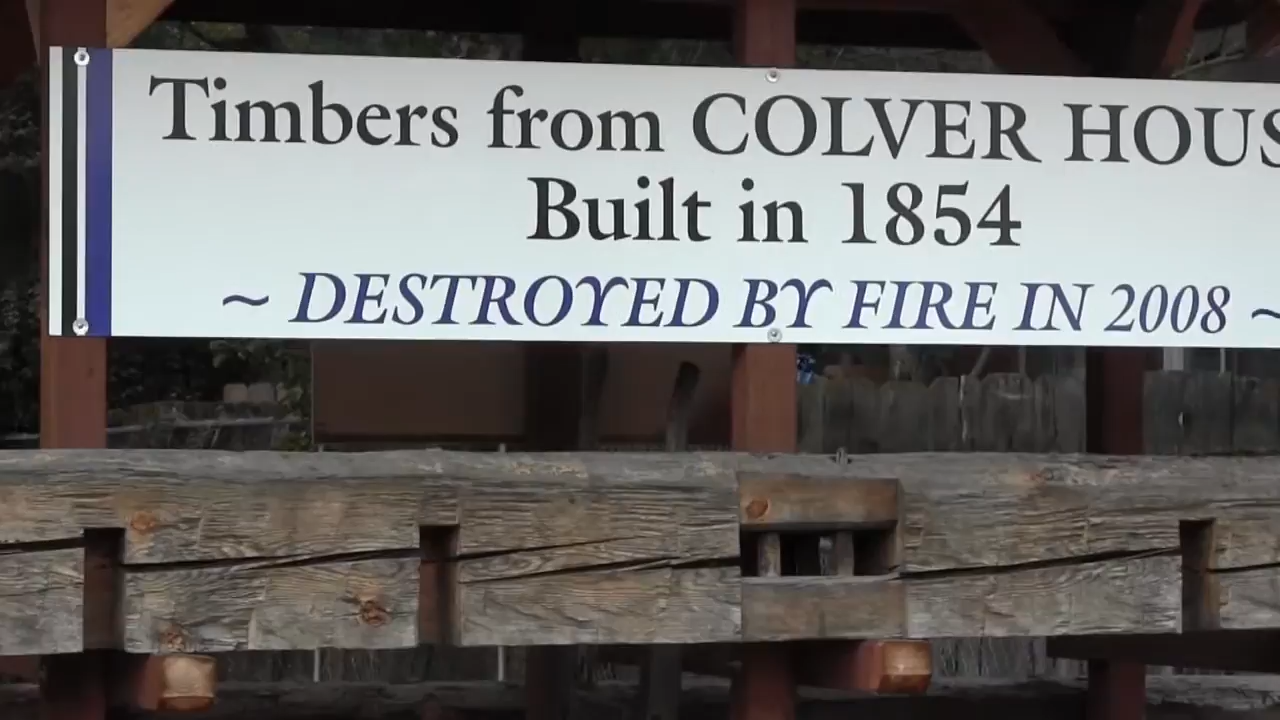 Timbers from COLVER HOUS
Built in 1854
~ DESTROYED BY FIRE IN 2008 ~